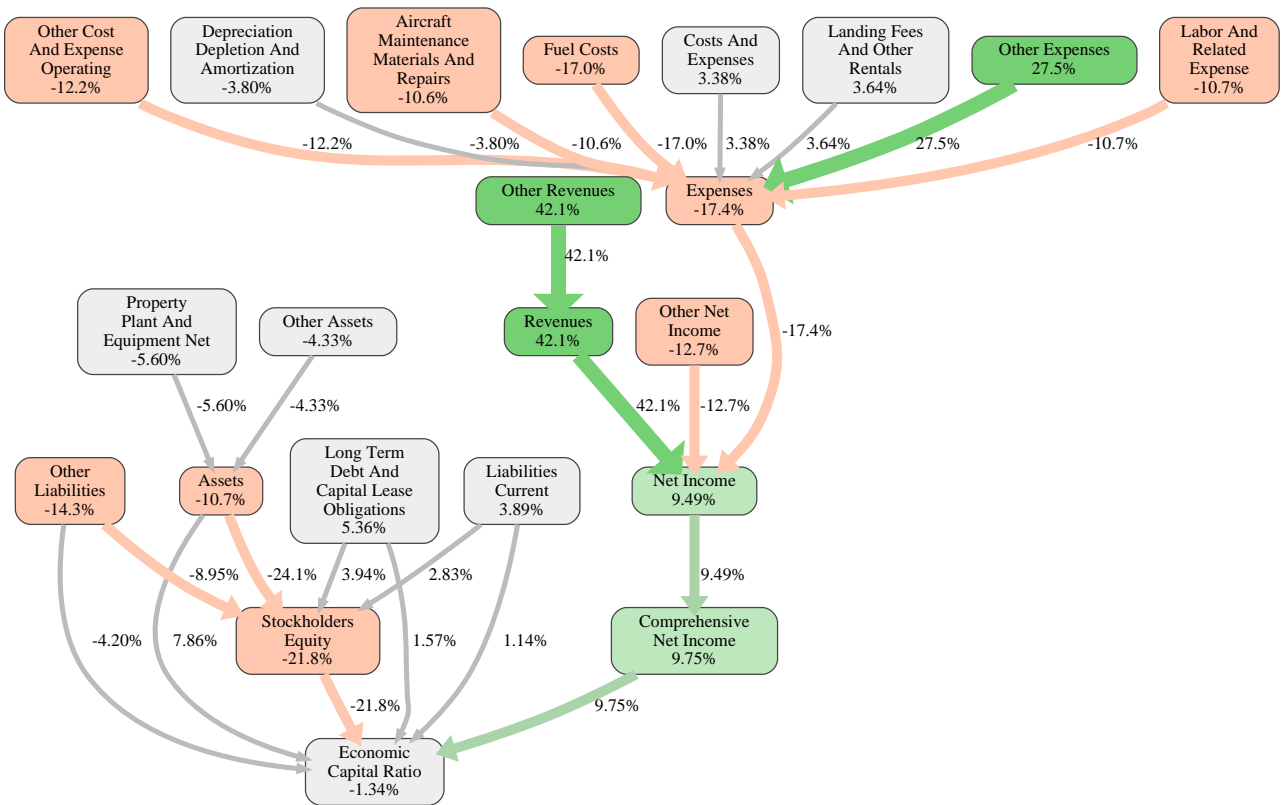 Other Cost
And Expense
Operating
-12.2%
Depreciation
Depletion And
Amortization
-3.80%
Aircraft
Maintenance
Materials And
Repairs
-10.6%
Fuel Costs
-17.0%
Costs And
Expenses
3.38%
Landing Fees
And Other
Rentals
3.64%
Other Expenses
27.5%
Labor And
Related
Expense
-10.7%
-12.2%
-3.80%
-10.6%
-17.0%
3.38%
3.64%
27.5%
-10.7%
Other Revenues
42.1%
Expenses
-17.4%
42.1%
Property
Plant And
Equipment Net
-5.60%
Other Assets
-4.33%
Revenues
42.1%
Other Net
Income
-12.7%
-17.4%
-5.60%
-4.33%
42.1%
-12.7%
Other
Liabilities
-14.3%
Assets
-10.7%
Long Term
Debt And
Capital Lease
Obligations
5.36%
Liabilities
Current
3.89%
Net Income
9.49%
-8.95%
-24.1%
3.94%
2.83%
9.49%
-4.20%
7.86%
Stockholders
Equity
-21.8%
1.57%
1.14%
Comprehensive
Net Income
9.75%
-21.8%
9.75%
Economic
Capital Ratio
-1.34%